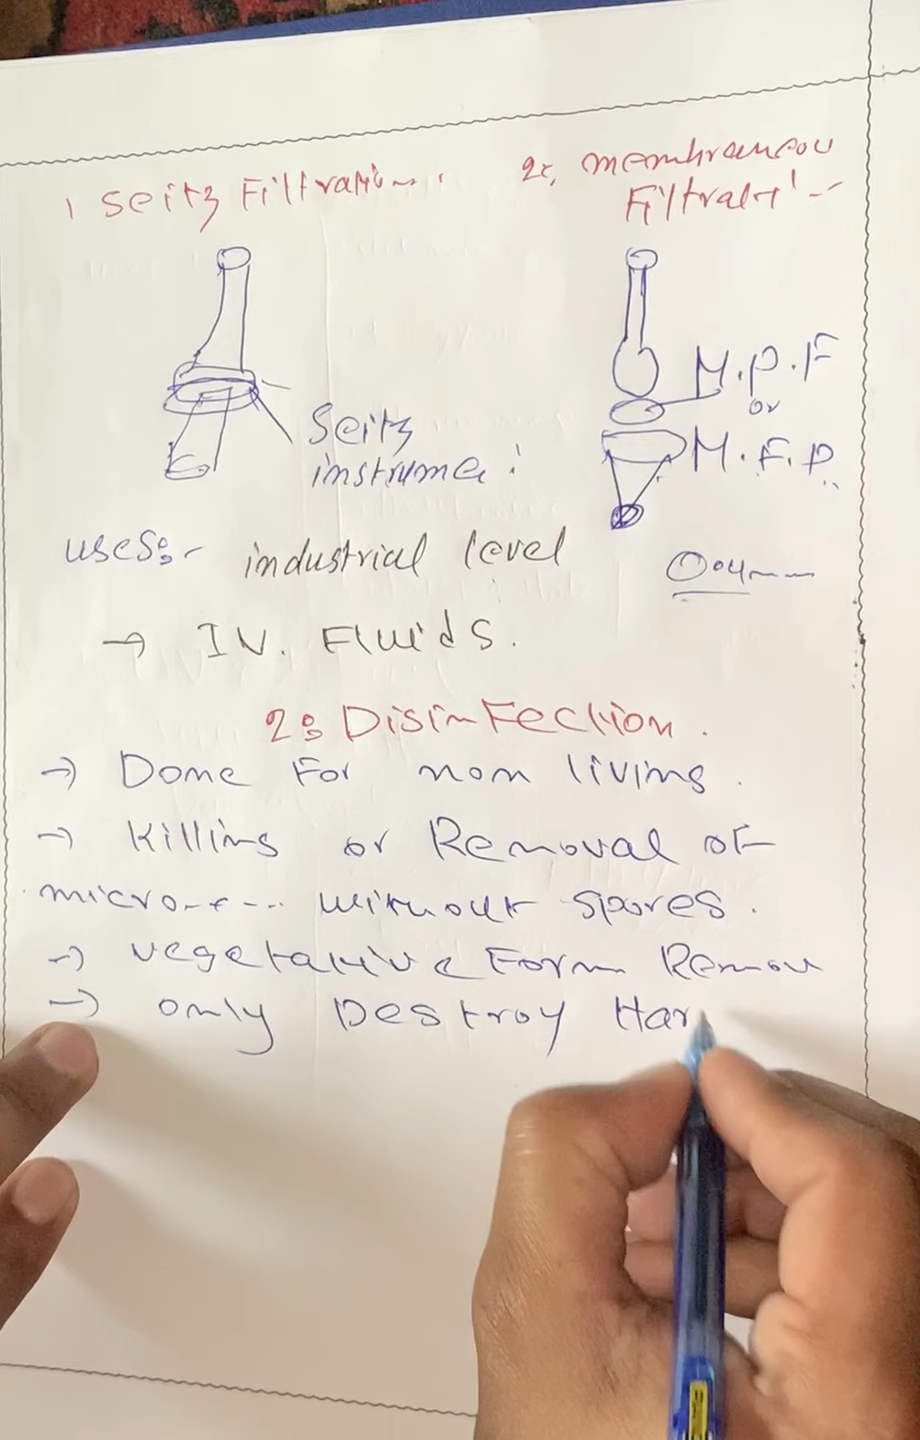 1 Seitz Filtration.
2:, membraneou
Filtrat' -
Seitz
instrume:
M.P.F
or
M.F.P
uses:- industrial level
0.4
→ IV. Fluids.
2: Disinfection.
→ Done For non living.
→ Killing or Removal of
micro-- --- without spores.
→ vegetative Form Remov
→ only Destroy Har